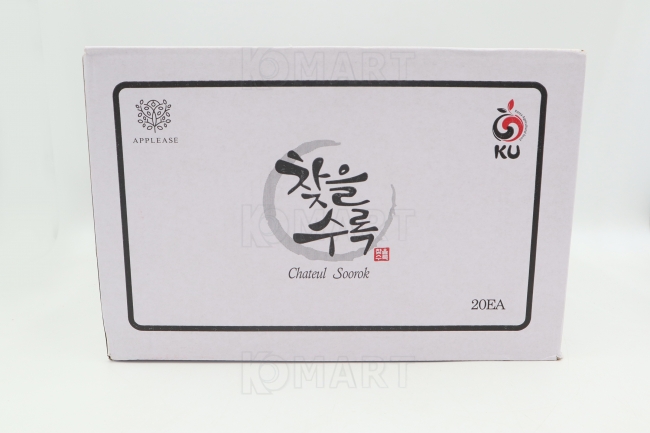 KOMART
APPLEASE
KU
찾을
수록
Chateul Soorok
KOMART
20EA
KOMART